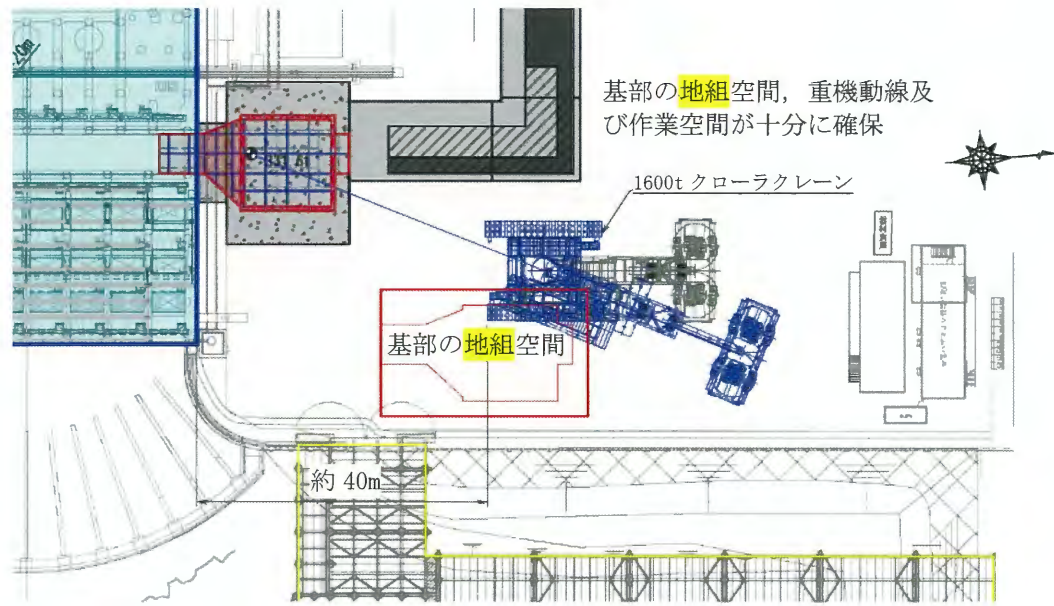 基部の地組空間，重機動線及
び作業空間が十分に確保
1600t クローラクレーン
基部の地組空間
約 40m